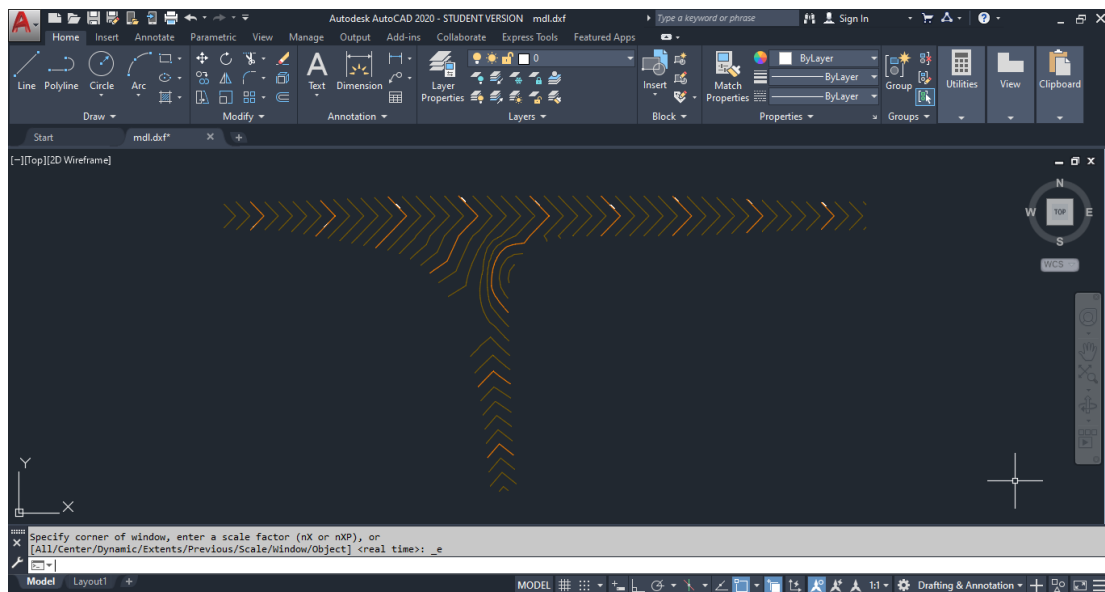 A
Autodesk AutoCAD 2020 - STUDENT VERSION mdl.dxf
Type a keyword or phrase
Sign In
Home Insert Annotate Parametric View Manage Output Add-ins Collaborate Express Tools Featured Apps
0
ByLayer
ByLayer
ByLayer
Line Polyline Circle Arc
A
Text Dimension
Layer
Properties
Insert
Match
Properties
Group
Utilities View Clipboard
Draw Modify Annotation Layers Block Properties Groups
Start mdl.dxf* × +
[−][Top][2D Wireframe]
N
W TOP E
S
WCS
Y
X
Specify corner of window, enter a scale factor (nX or nXP), or
[All/Center/Dynamic/Extents/Previous/Scale/Window/Object] <real time>: _e
Model Layout1 +
MODEL 1:1 Drafting & Annotation